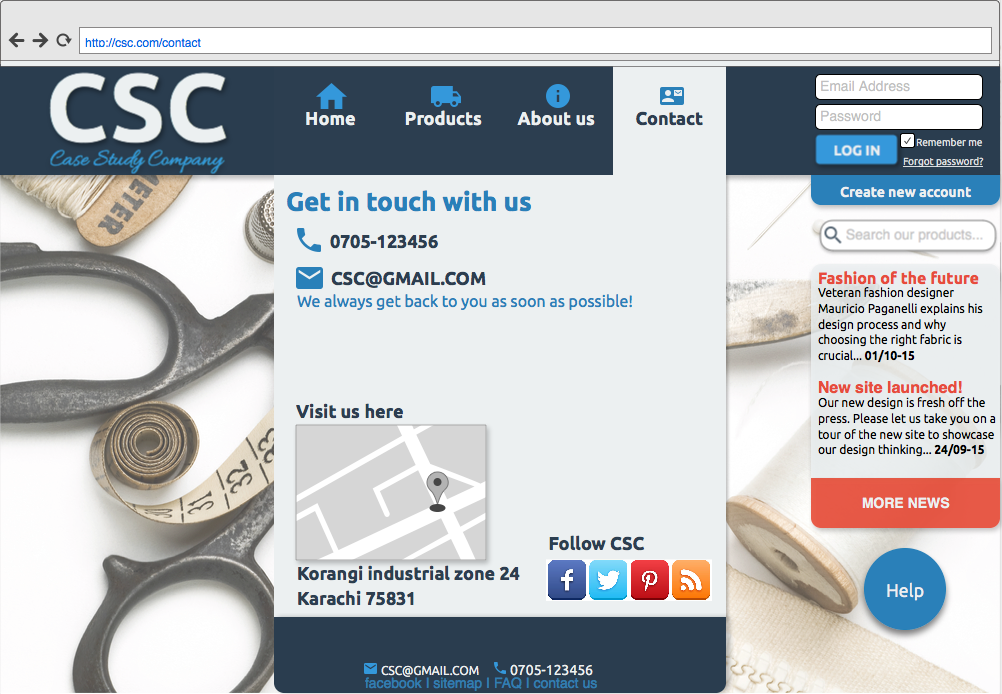 http://csc.com/contact
CSC
Case Study Company
Home
Products
About us
Contact
Email Address
Password
LOG IN
Remember me
Forgot password?
Create new account
Search our products...
Get in touch with us
0705-123456
CSC@GMAIL.COM
We always get back to you as soon as possible!
Visit us here
Korangi industrial zone 24
Karachi 75831
Follow CSC
Fashion of the future
Veteran fashion designer
Mauricio Paganelli explains his
design process and why
choosing the right fabric is
crucial... 01/10-15
New site launched!
Our new design is fresh off the
press. Please let us take you on a
tour of the new site to showcase
our design thinking... 24/09-15
MORE NEWS
Help
CSC@GMAIL.COM 0705-123456
facebook I sitemap I FAQ I contact us
METER
31
32